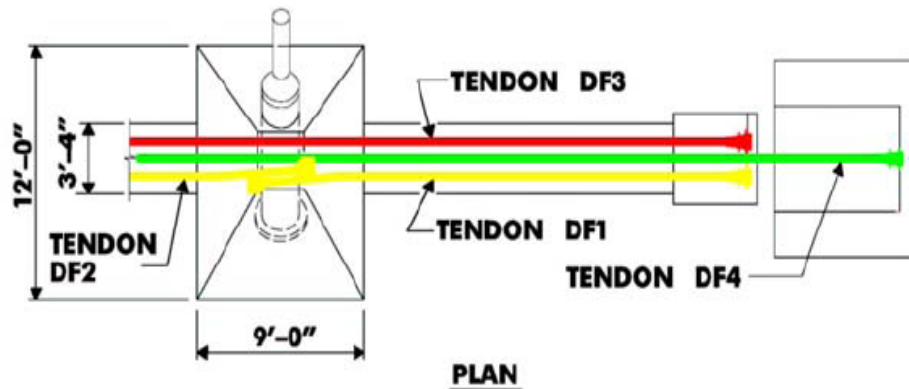 TENDON DF3
12'-0"
3'-4"
TENDON DF1
TENDON
DF2
TENDON DF4
9'-0"
PLAN